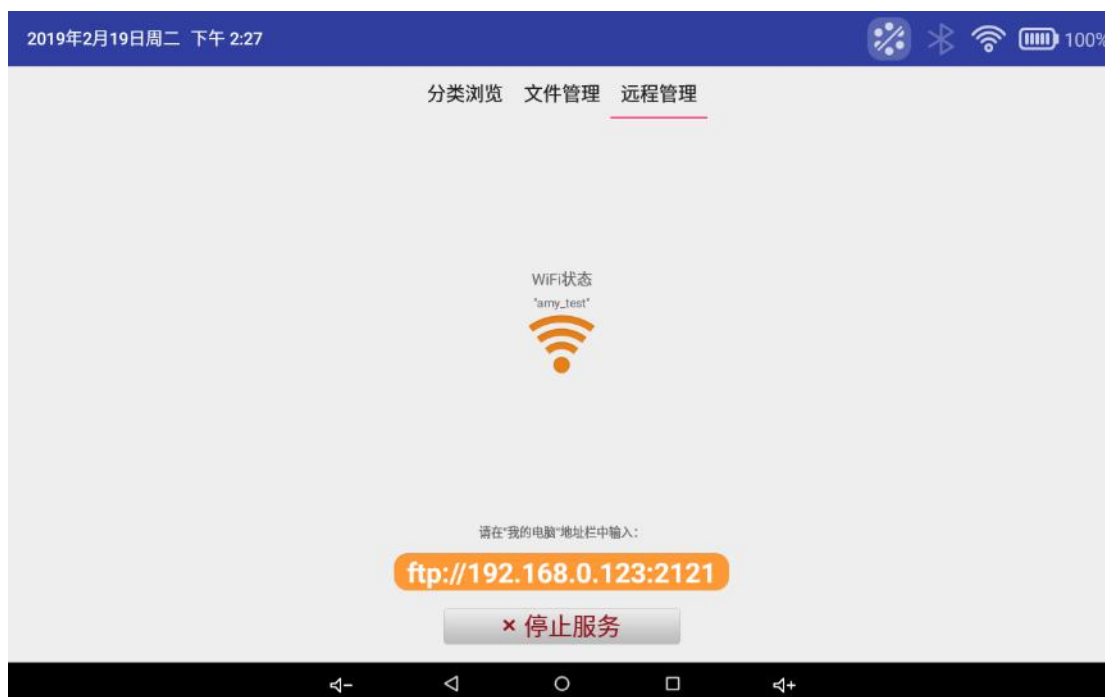 2019年2月19日周二 下午 2:27
100%
分类浏览 文件管理 远程管理
WiFi状态
"amy_test"
请在"我的电脑"地址栏中输入:
ftp://192.168.0.123:2121
× 停止服务